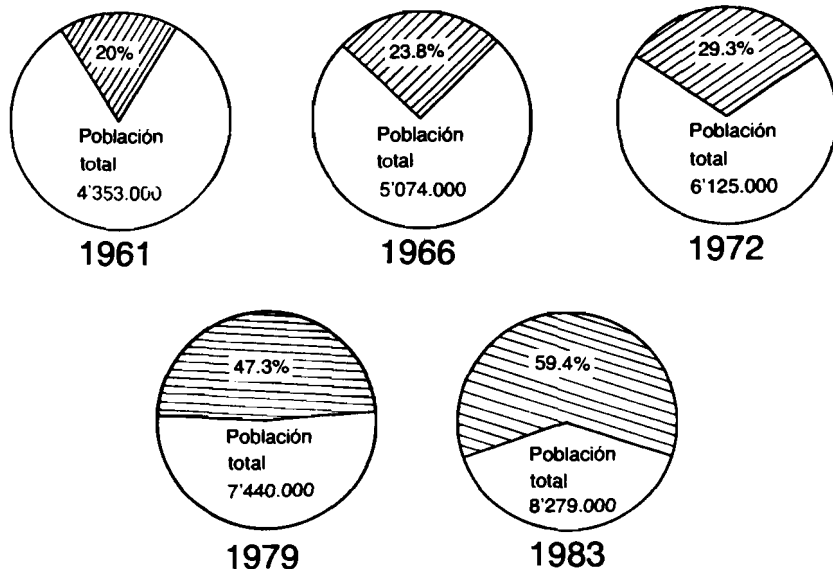 20%
Población
total
4'353.000
1961
23.8%
Población
total
5'074.000
1966
29.3%
Población
total
6'125.000
1972
47.3%
Población
total
7'440.000
1979
59.4%
Población
total
8'279.000
1983